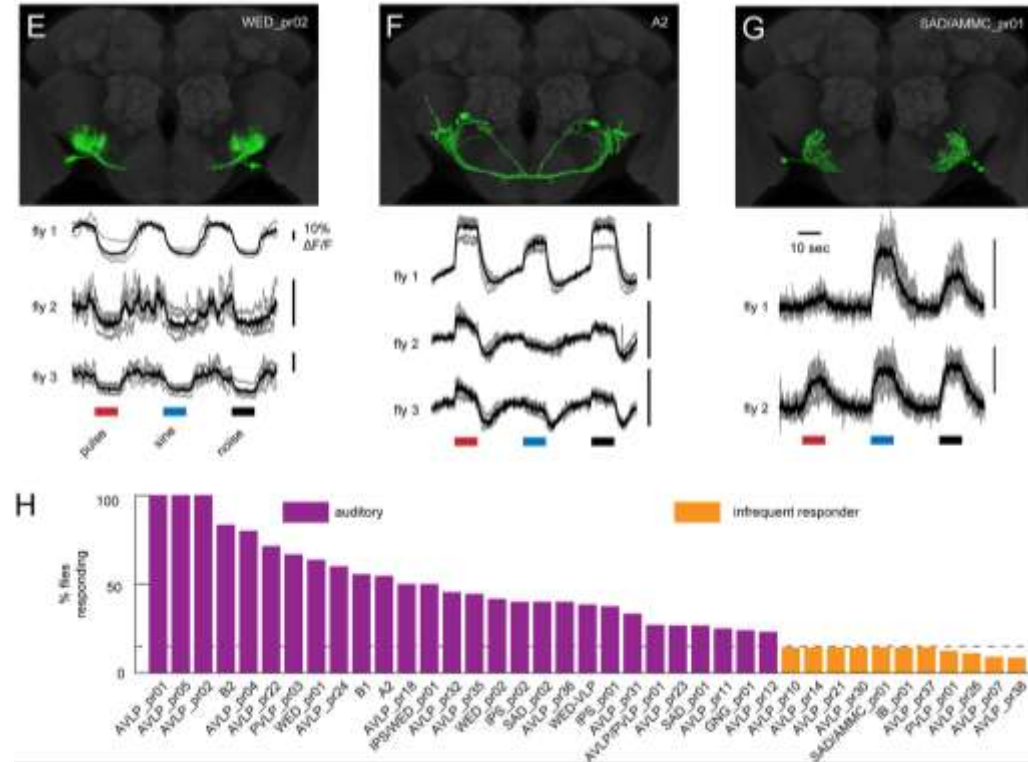 E
WED_pr02
F
A2
G
SAD/AMMC_pr01
fly 1
10%
ΔF/F
fly 2
fly 3
pulse
sine
noise
fly 1
fly 2
fly 3
10 sec
fly 1
fly 2
H
auditory
infrequent responder
% flies
responding
100
50
0
AVLP_pr01
AVLP_pr05
AVLP_pr02
B2
AVLP_pr04
AVLP_pr22
PVLP_pr03
WED_pr01
AVLP_pr24
B1
A2
AVLP_pr18
IPS/WED_pr01
AVLP_pr32
AVLP_pr35
WED_pr02
IPS_pr02
SAD_pr02
AVLP_pr36
WED-VLP
IPS_pr01
AVLP_pr31
AVLP/PVLP_pr01
AVLP_pr23
SAD_pr01
AVLP_pr11
GNG_pr01
AVLP_pr12
AVLP_pr10
AVLP_pr14
AVLP_pr21
AVLP_pr30
SAD/AMMC_pr01
IB_pr01
AVLP_pr37
PVLP_pr01
AVLP_pr26
AVLP_pr07
AVLP_pr38